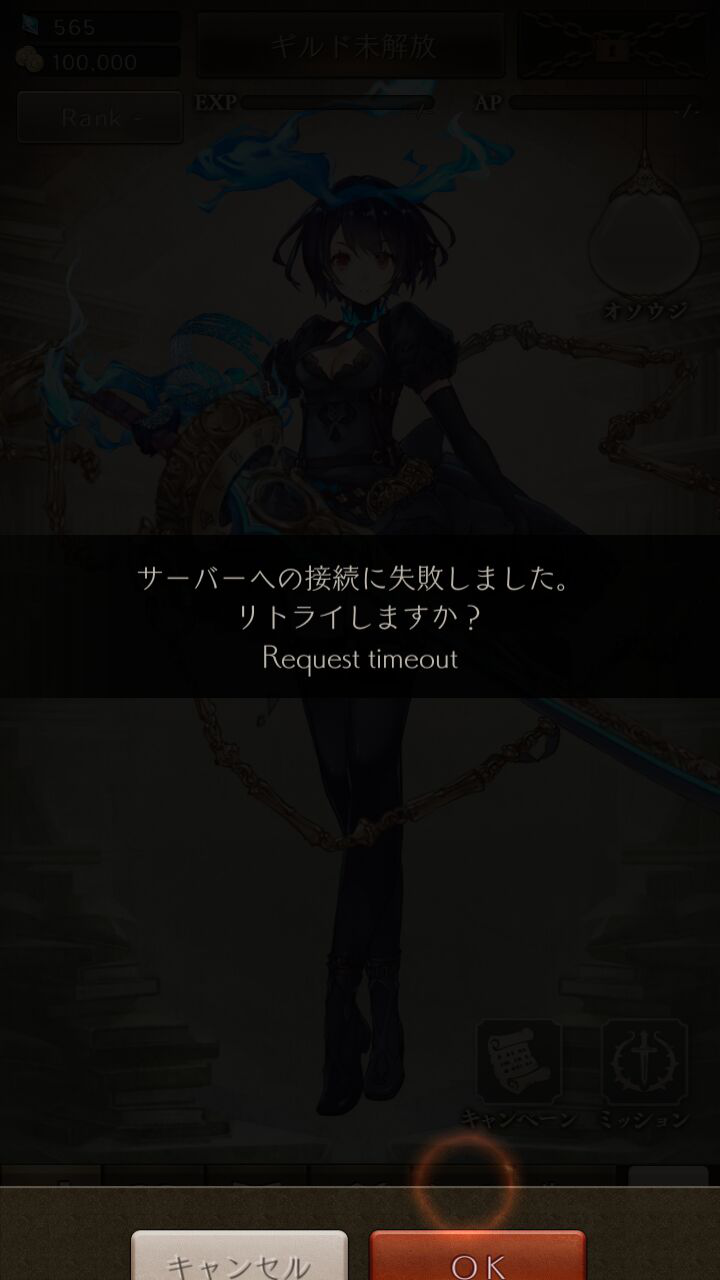 565
ギルド未解放
100,000
EXP
-/-
AP
-/-
Rank -
オソウジ
サーバーへの接続に失敗しました。
リトライしますか？
Request timeout
キャンペーン
ミッション
キャンセル
OK